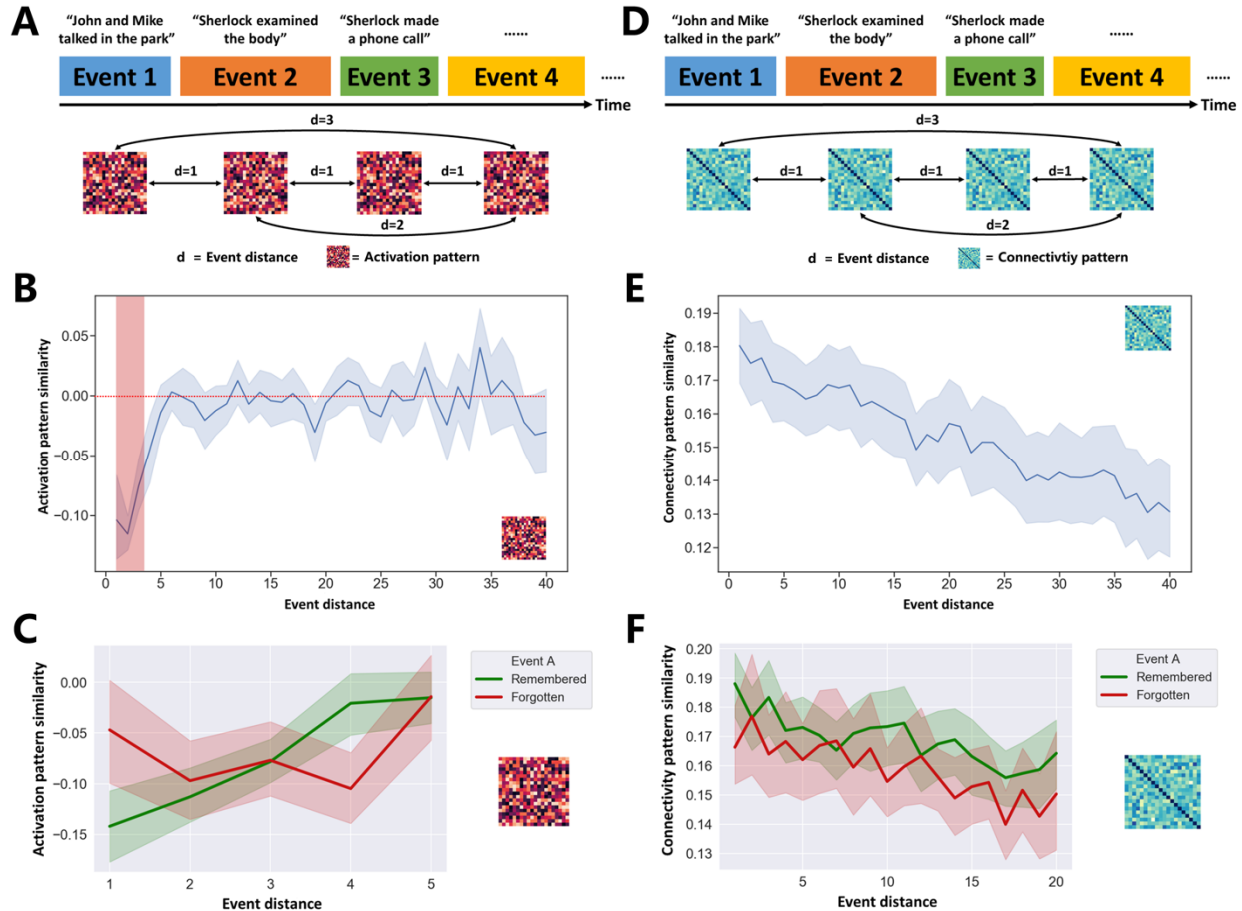 A
“John and Mike
talked in the park”
“Sherlock examined
the body”
“Sherlock made
a phone call”
......
Event 1
Event 2
Event 3
Event 4
......
Time
d=3
d=1
d=1
d=1
d=2
d = Event distance
= Activation pattern
B
Activation pattern similarity
0.05
0.00
−0.05
−0.10
0
5
10
15
20
25
30
35
40
Event distance
C
Activation pattern similarity
0.00
−0.05
−0.10
−0.15
1
2
3
4
5
Event distance
Event A
Remembered
Forgotten
D
“John and Mike
talked in the park”
“Sherlock examined
the body”
“Sherlock made
a phone call”
......
Event 1
Event 2
Event 3
Event 4
......
Time
d=3
d=1
d=1
d=1
d=2
d = Event distance
= Connectivtiy pattern
E
Connectivity pattern similarity
0.19
0.18
0.17
0.16
0.15
0.14
0.13
0.12
0
5
10
15
20
25
30
35
40
Event distance
F
Connectivity pattern similarity
0.20
0.19
0.18
0.17
0.16
0.15
0.14
0.13
5
10
15
20
Event distance
Event A
Remembered
Forgotten